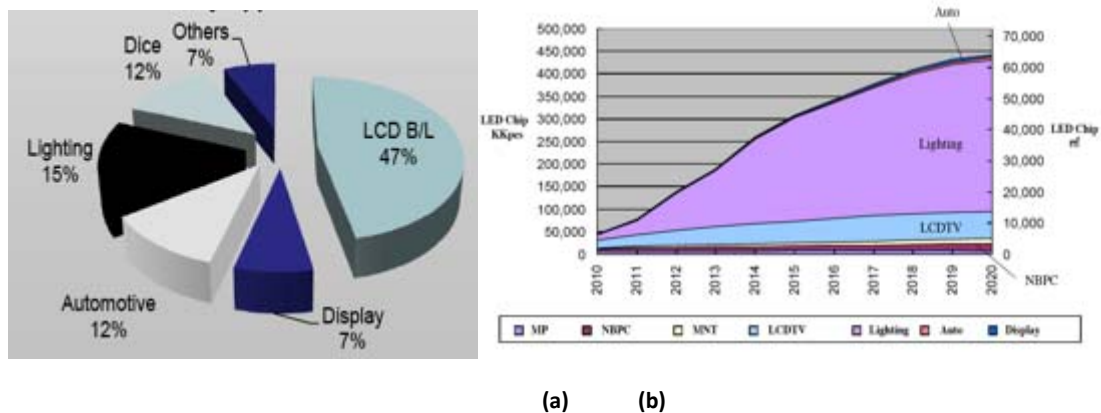 Others
7%
Dice
12%
LCD B/L
47%
Lighting
15%
Automotive
12%
Display
7%
Auto
500,000
450,000
400,000
350,000
300,000
250,000
200,000
150,000
100,000
50,000
0
LED Chip
KKpcs
70,000
60,000
50,000
40,000
30,000
20,000
10,000
0
LED Chip
Lighting
LCDTV
NBPC
2010 2011 2012 2013 2014 2015 2016 2017 2018 2019 2020
MP NBPC MNT LCDTV Lighting Auto Display
(a) (b)